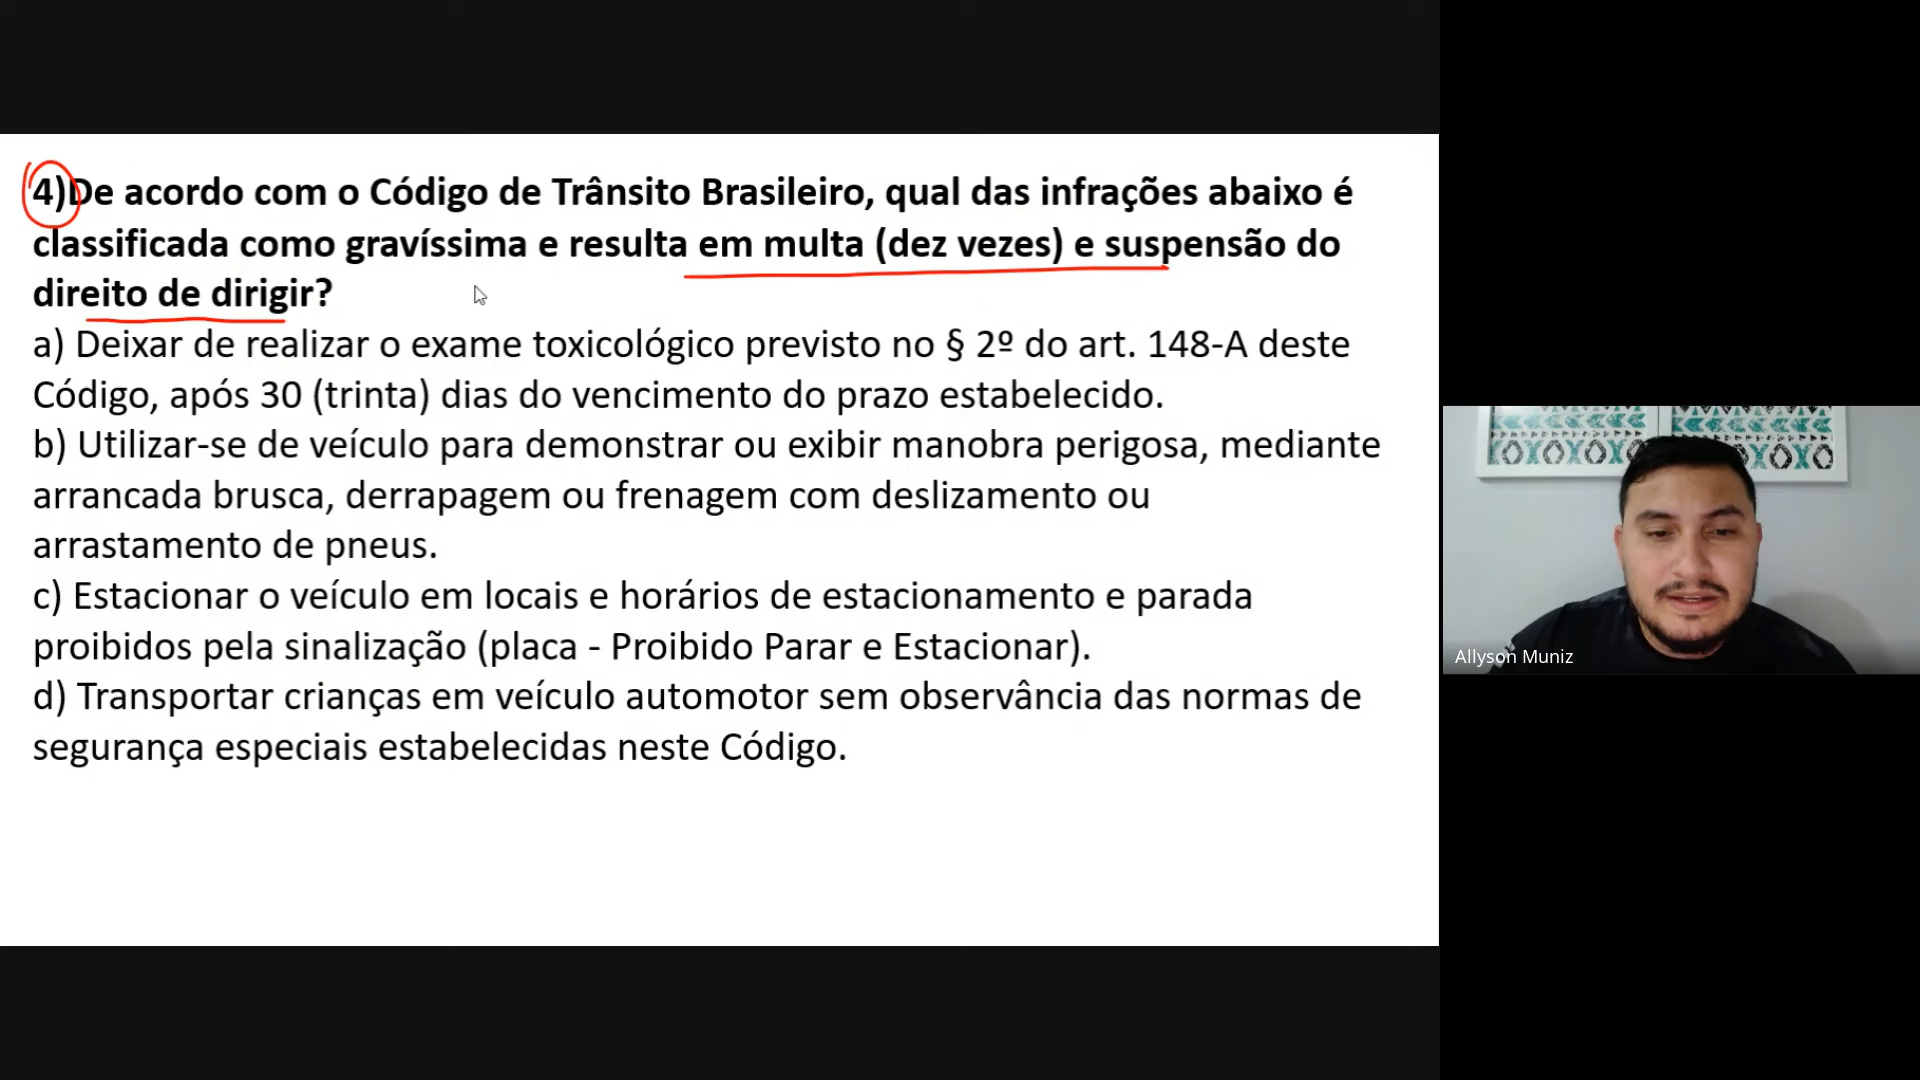 4)De acordo com o Código de Trânsito Brasileiro, qual das infrações abaixo é
classificada como gravíssima e resulta em multa (dez vezes) e suspensão do
direito de dirigir?
a) Deixar de realizar o exame toxicológico previsto no § 2º do art. 148-A deste
Código, após 30 (trinta) dias do vencimento do prazo estabelecido.
b) Utilizar-se de veículo para demonstrar ou exibir manobra perigosa, mediante
arrancada brusca, derrapagem ou frenagem com deslizamento ou
arrastamento de pneus.
c) Estacionar o veículo em locais e horários de estacionamento e parada
proibidos pela sinalização (placa - Proibido Parar e Estacionar).
d) Transportar crianças em veículo automotor sem observância das normas de
segurança especiais estabelecidas neste Código.
Allyson Muniz